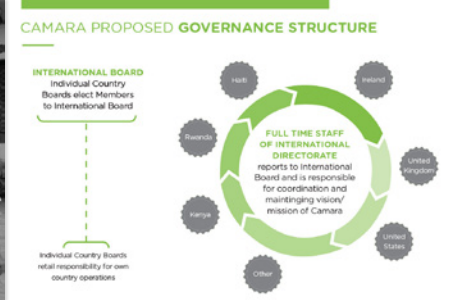 CAMARA PROPOSED GOVERNANCE STRUCTURE
INTERNATIONAL BOARD
Individual Country
Boards elect Members
to International Board
Individual Country Boards
retail responsibility for own
country operations
Haiti
Ireland
Rwanda
United
Kingdom
Kenya
United
States
Other
FULL TIME STAFF
OF INTERNATIONAL
DIRECTORATE
reports to International
Board and is responsible
for coordination and
maintinging vision/
mission of Camara